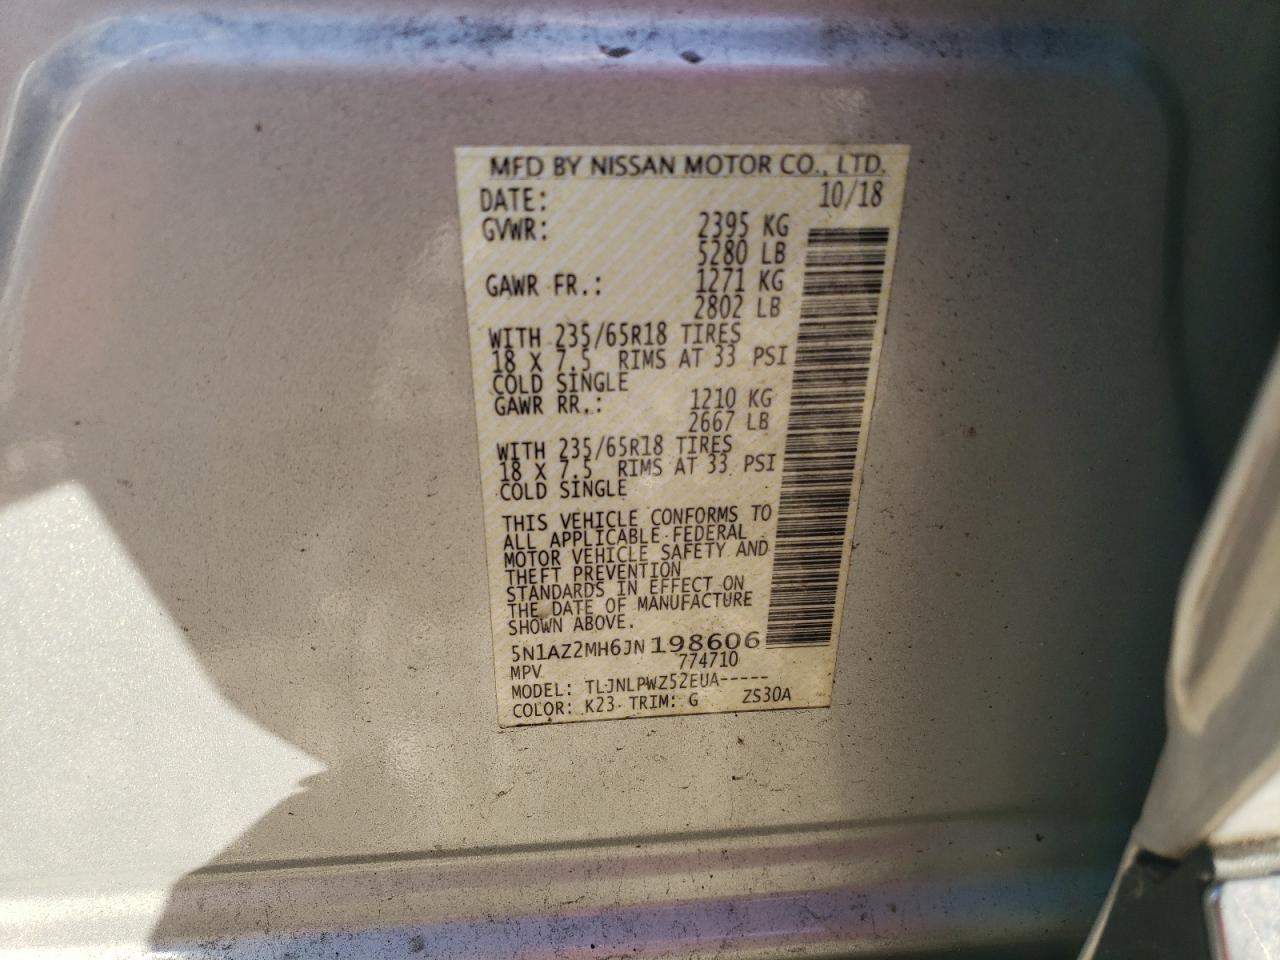 MFD BY NISSAN MOTOR CO., LTD.
DATE: 10/18
GVWR: 2395 KG
5280 LB
GAWR FR.: 1271 KG
2802 LB
WITH 235/65R18 TIRES
18 X 7.5 RIMS AT 33 PSI
COLD SINGLE
GAWR RR.: 1210 KG
2667 LB
WITH 235/65R18 TIRES
18 X 7.5 RIMS AT 33 PSI
COLD SINGLE
THIS VEHICLE CONFORMS TO
ALL APPLICABLE FEDERAL
MOTOR VEHICLE SAFETY AND
THEFT PREVENTION
STANDARDS IN EFFECT ON
THE DATE OF MANUFACTURE
SHOWN ABOVE.
5N1AZ2MH6JN198606
MPV 774710
MODEL: TLJNLPWZ52EUA-----
COLOR: K23 TRIM: G ZS30A